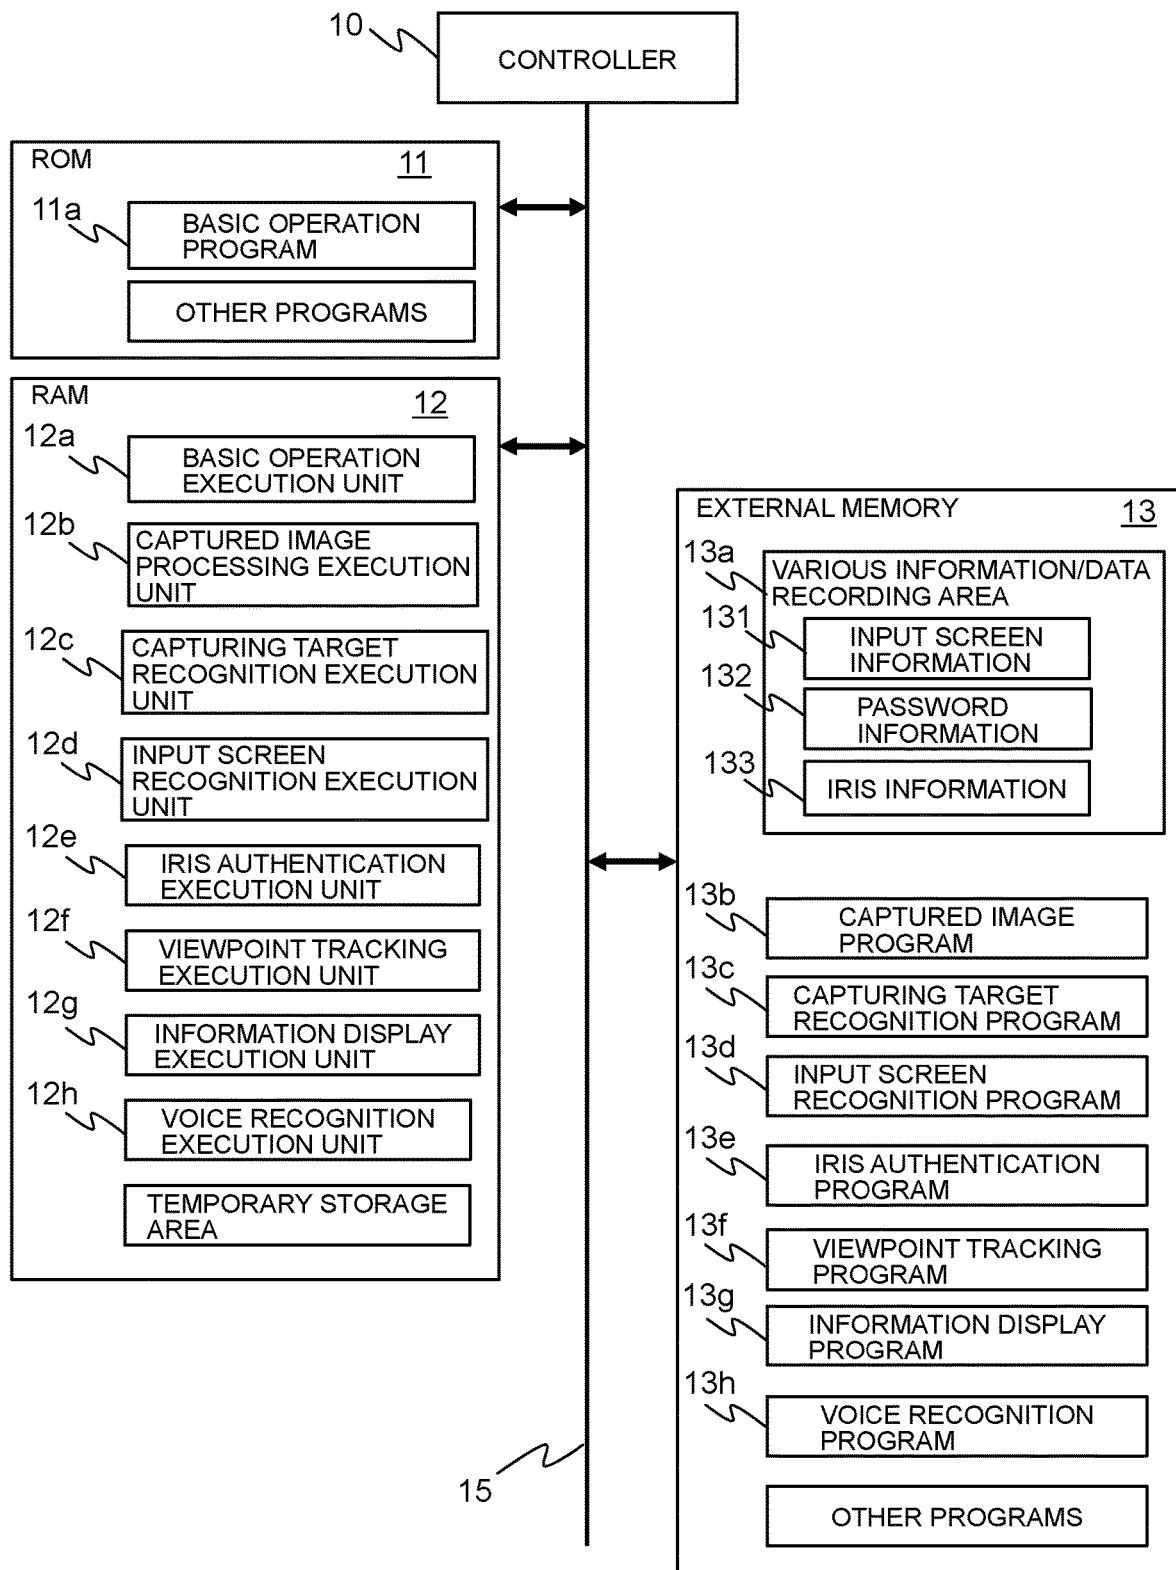 10
CONTROLLER
ROM
11
11a
BASIC OPERATION
PROGRAM
OTHER PROGRAMS
RAM
12
12a
BASIC OPERATION
EXECUTION UNIT
12b
CAPTURED IMAGE
PROCESSING EXECUTION
UNIT
12c
CAPTURING TARGET
RECOGNITION EXECUTION
UNIT
12d
INPUT SCREEN
RECOGNITION EXECUTION
UNIT
12e
IRIS AUTHENTICATION
EXECUTION UNIT
12f
VIEWPOINT TRACKING
EXECUTION UNIT
12g
INFORMATION DISPLAY
EXECUTION UNIT
12h
VOICE RECOGNITION
EXECUTION UNIT
TEMPORARY STORAGE
AREA
15
EXTERNAL MEMORY
13
13a
VARIOUS INFORMATION/DATA
RECORDING AREA
131
INPUT SCREEN
INFORMATION
132
PASSWORD
INFORMATION
133
IRIS INFORMATION
13b
CAPTURED IMAGE
PROGRAM
13c
CAPTURING TARGET
RECOGNITION PROGRAM
13d
INPUT SCREEN
RECOGNITION PROGRAM
13e
IRIS AUTHENTICATION
PROGRAM
13f
VIEWPOINT TRACKING
PROGRAM
13g
INFORMATION DISPLAY
PROGRAM
13h
VOICE RECOGNITION
PROGRAM
OTHER PROGRAMS